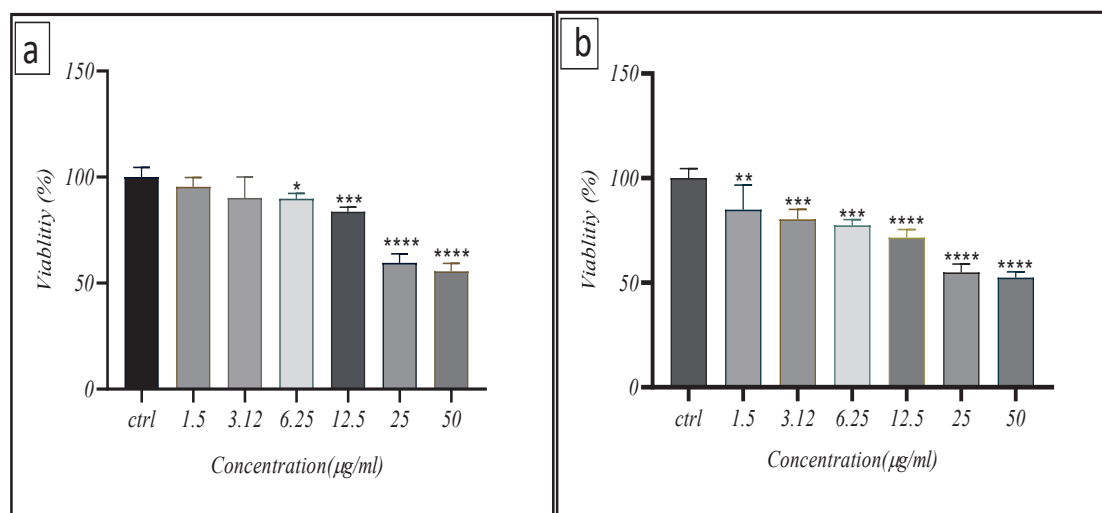 a
150
100
50
0
Viablitiy (%)
*
***
****
****
ctrl 1.5 3.12 6.25 12.5 25 50
Concentration(µg/ml)
b
150
100
50
0
Viablitiy (%)
**
***
***
****
****
****
ctrl 1.5 3.12 6.25 12.5 25 50
Concentration(µg/ml)